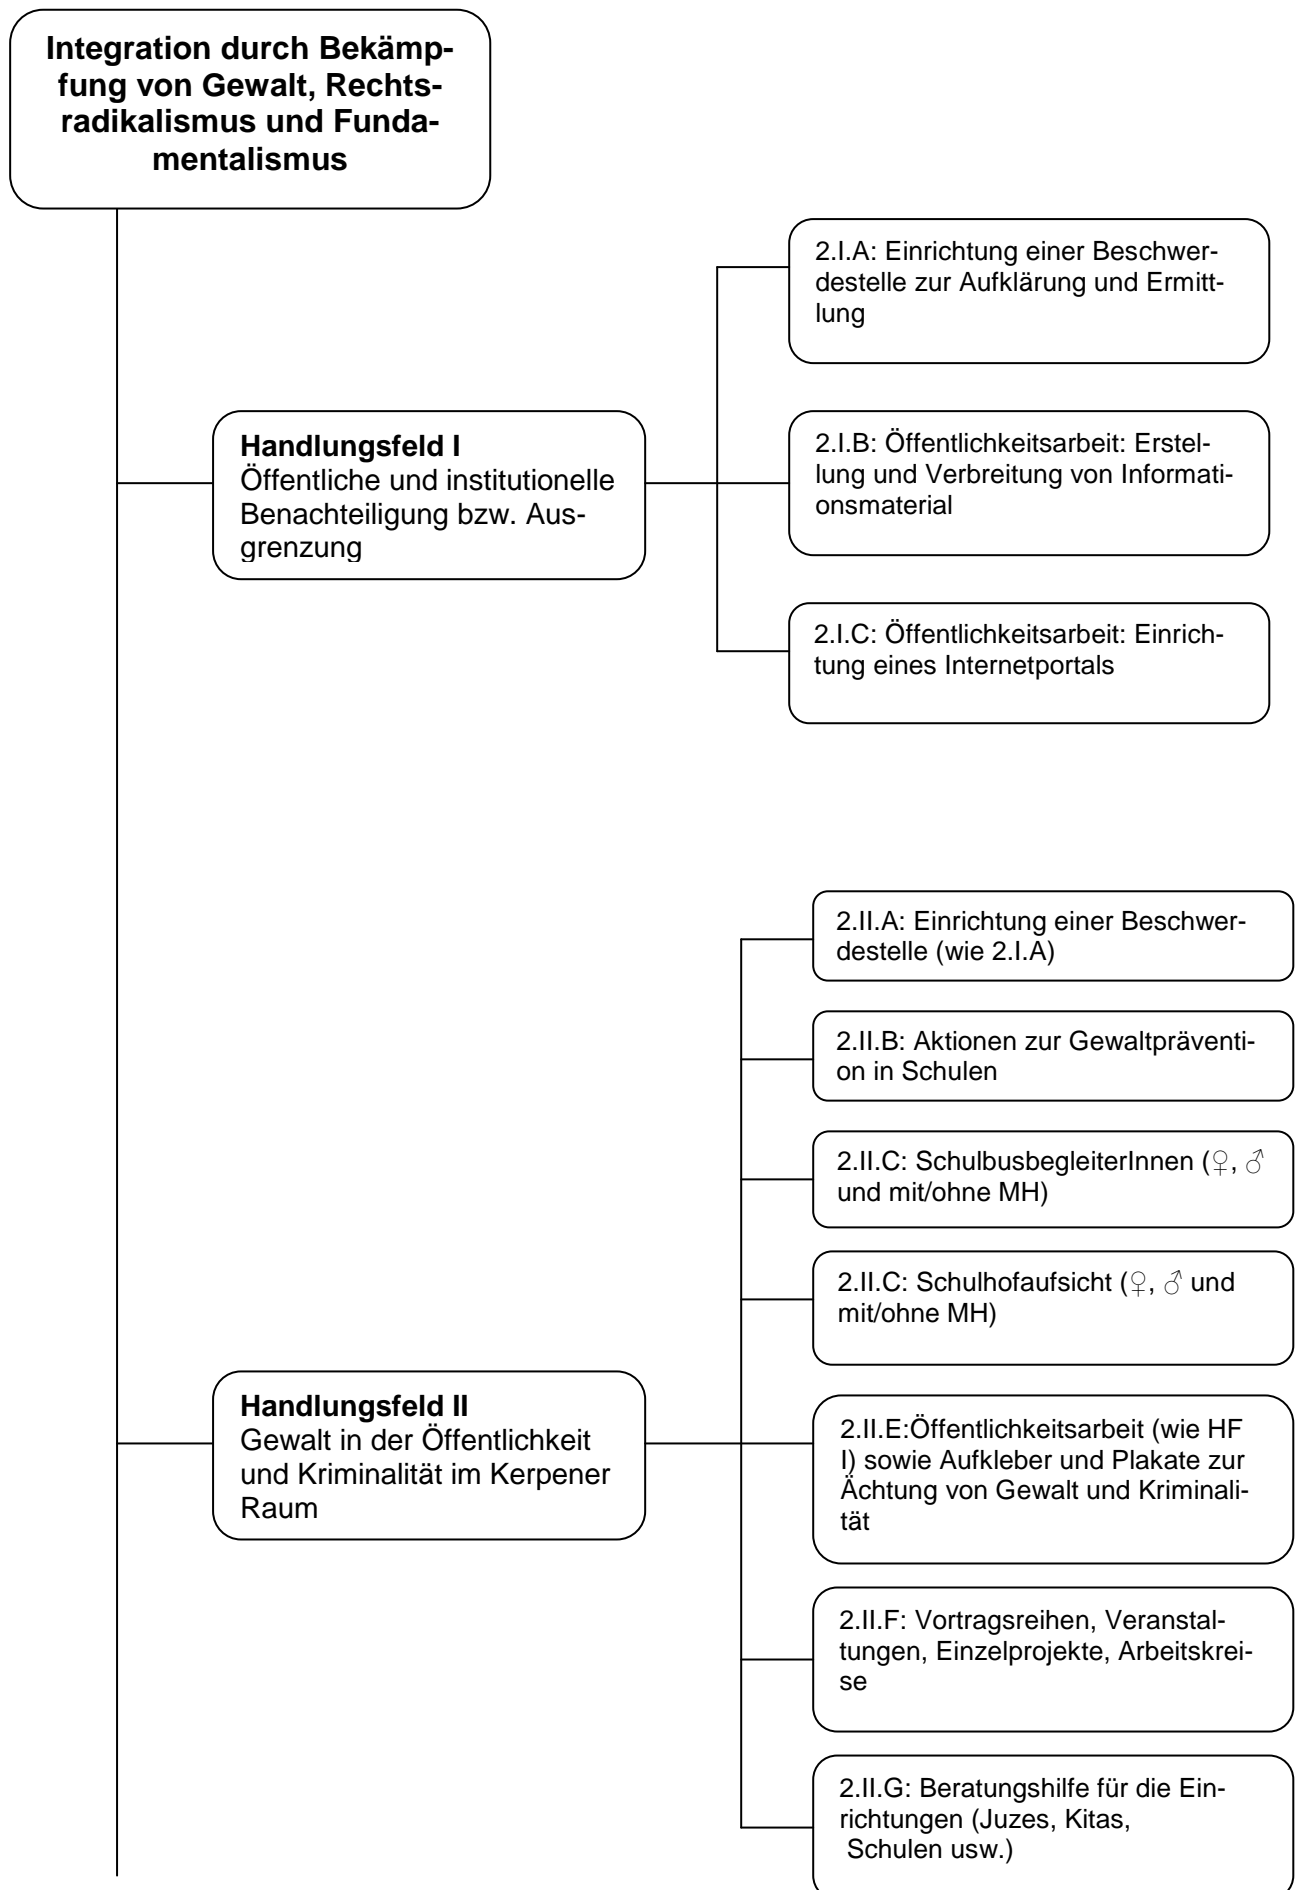 Integration durch Bekämp-
fung von Gewalt, Rechts-
radikalismus und Funda-
mentalismus
2.I.A: Einrichtung einer Beschwer-
destelle zur Aufklärung und Ermitt-
lung
Handlungsfeld I
Öffentliche und institutionelle
Benachteiligung bzw. Aus-
grenzung
2.I.B: Öffentlichkeitsarbeit: Erstel-
lung und Verbreitung von Informati-
onsmaterial
2.I.C: Öffentlichkeitsarbeit: Einrich-
tung eines Internetportals
2.II.A: Einrichtung einer Beschwer-
destelle (wie 2.I.A)
2.II.B: Aktionen zur Gewaltpräventi-
on in Schulen
2.II.C: SchulbusbegleiterInnen (♀, ♂
und mit/ohne MH)
2.II.C: Schulhofaufsicht (♀, ♂ und
mit/ohne MH)
Handlungsfeld II
Gewalt in der Öffentlichkeit
und Kriminalität im Kerpener
Raum
2.II.E:Öffentlichkeitsarbeit (wie HF
I) sowie Aufkleber und Plakate zur
Ächtung von Gewalt und Kriminali-
tät
2.II.F: Vortragsreihen, Veranstal-
tungen, Einzelprojekte, Arbeitskrei-
se
2.II.G: Beratungshilfe für die Ein-
richtungen (Juzes, Kitas,
Schulen usw.)